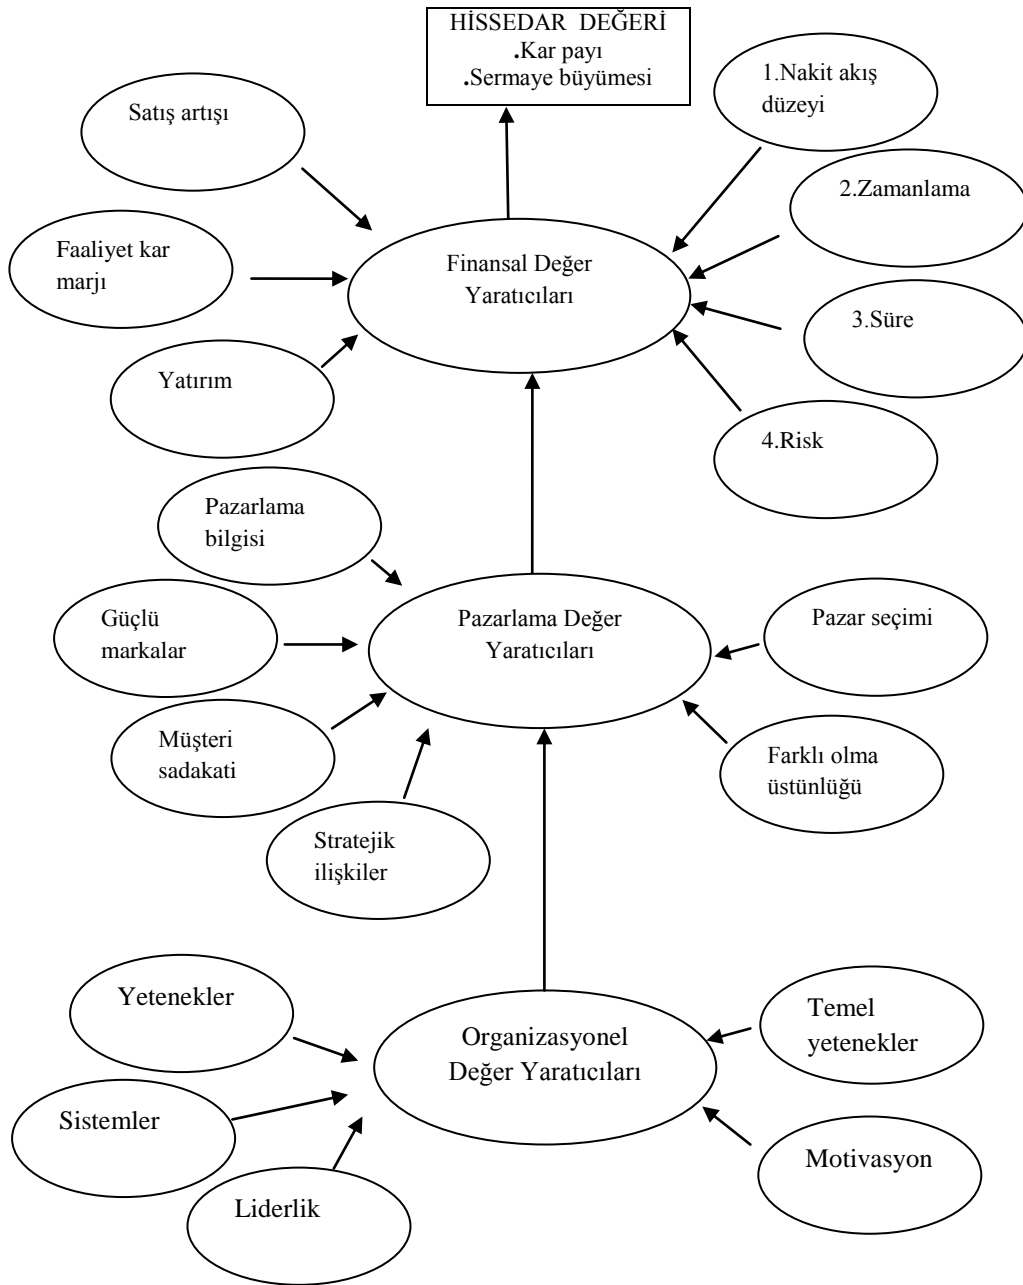 HİSSEDAR DEĞERİ
.Kar payı
.Sermaye büyümesi
1.Nakit akış
düzeyi
Satış artışı
2.Zamanlama
Faaliyet kar
marjı
Finansal Değer
Yaratıcıları
3.Süre
Yatırım
4.Risk
Pazarlama
bilgisi
Güçlü
markalar
Pazarlama Değer
Yaratıcıları
Pazar seçimi
Müşteri
sadakati
Farklı olma
üstünlüğü
Stratejik
ilişkiler
Yetenekler
Organizasyonel
Değer Yaratıcıları
Temel
yetenekler
Sistemler
Motivasyon
Liderlik